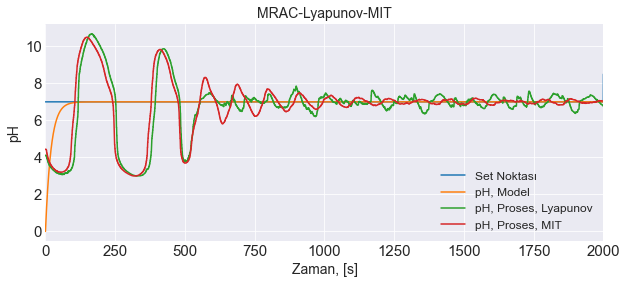 MRAC-Lyapunov-MIT
10
8
6
4
2
0
pH
Set Noktası
pH, Model
pH, Proses, Lyapunov
pH, Proses, MIT
0 250 500 750 1000 1250 1500 1750 2000
Zaman, [s]